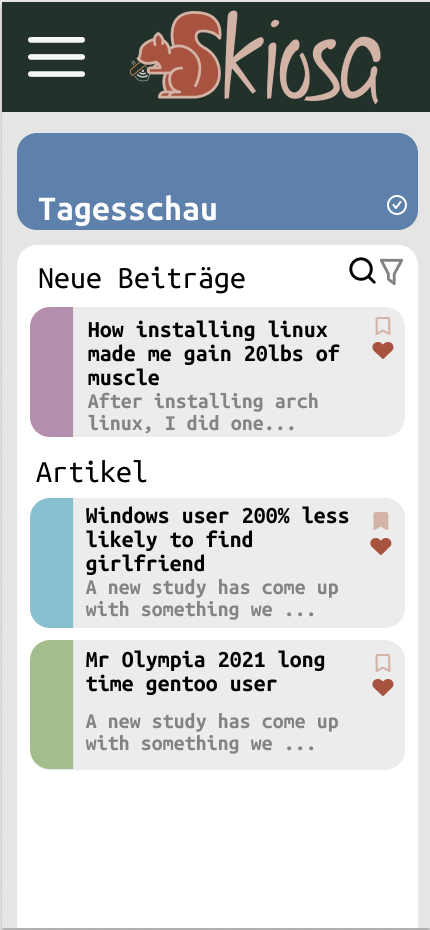 Skiosa
Tagesschau
Neue Beiträge
How installing linux
made me gain 20lbs of
muscle
After installing arch
linux, I did one...
Artikel
Windows user 200% less
likely to find
girlfriend
A new study has come up
with something we ...
Mr Olympia 2021 long
time gentoo user
A new study has come up
with something we ...